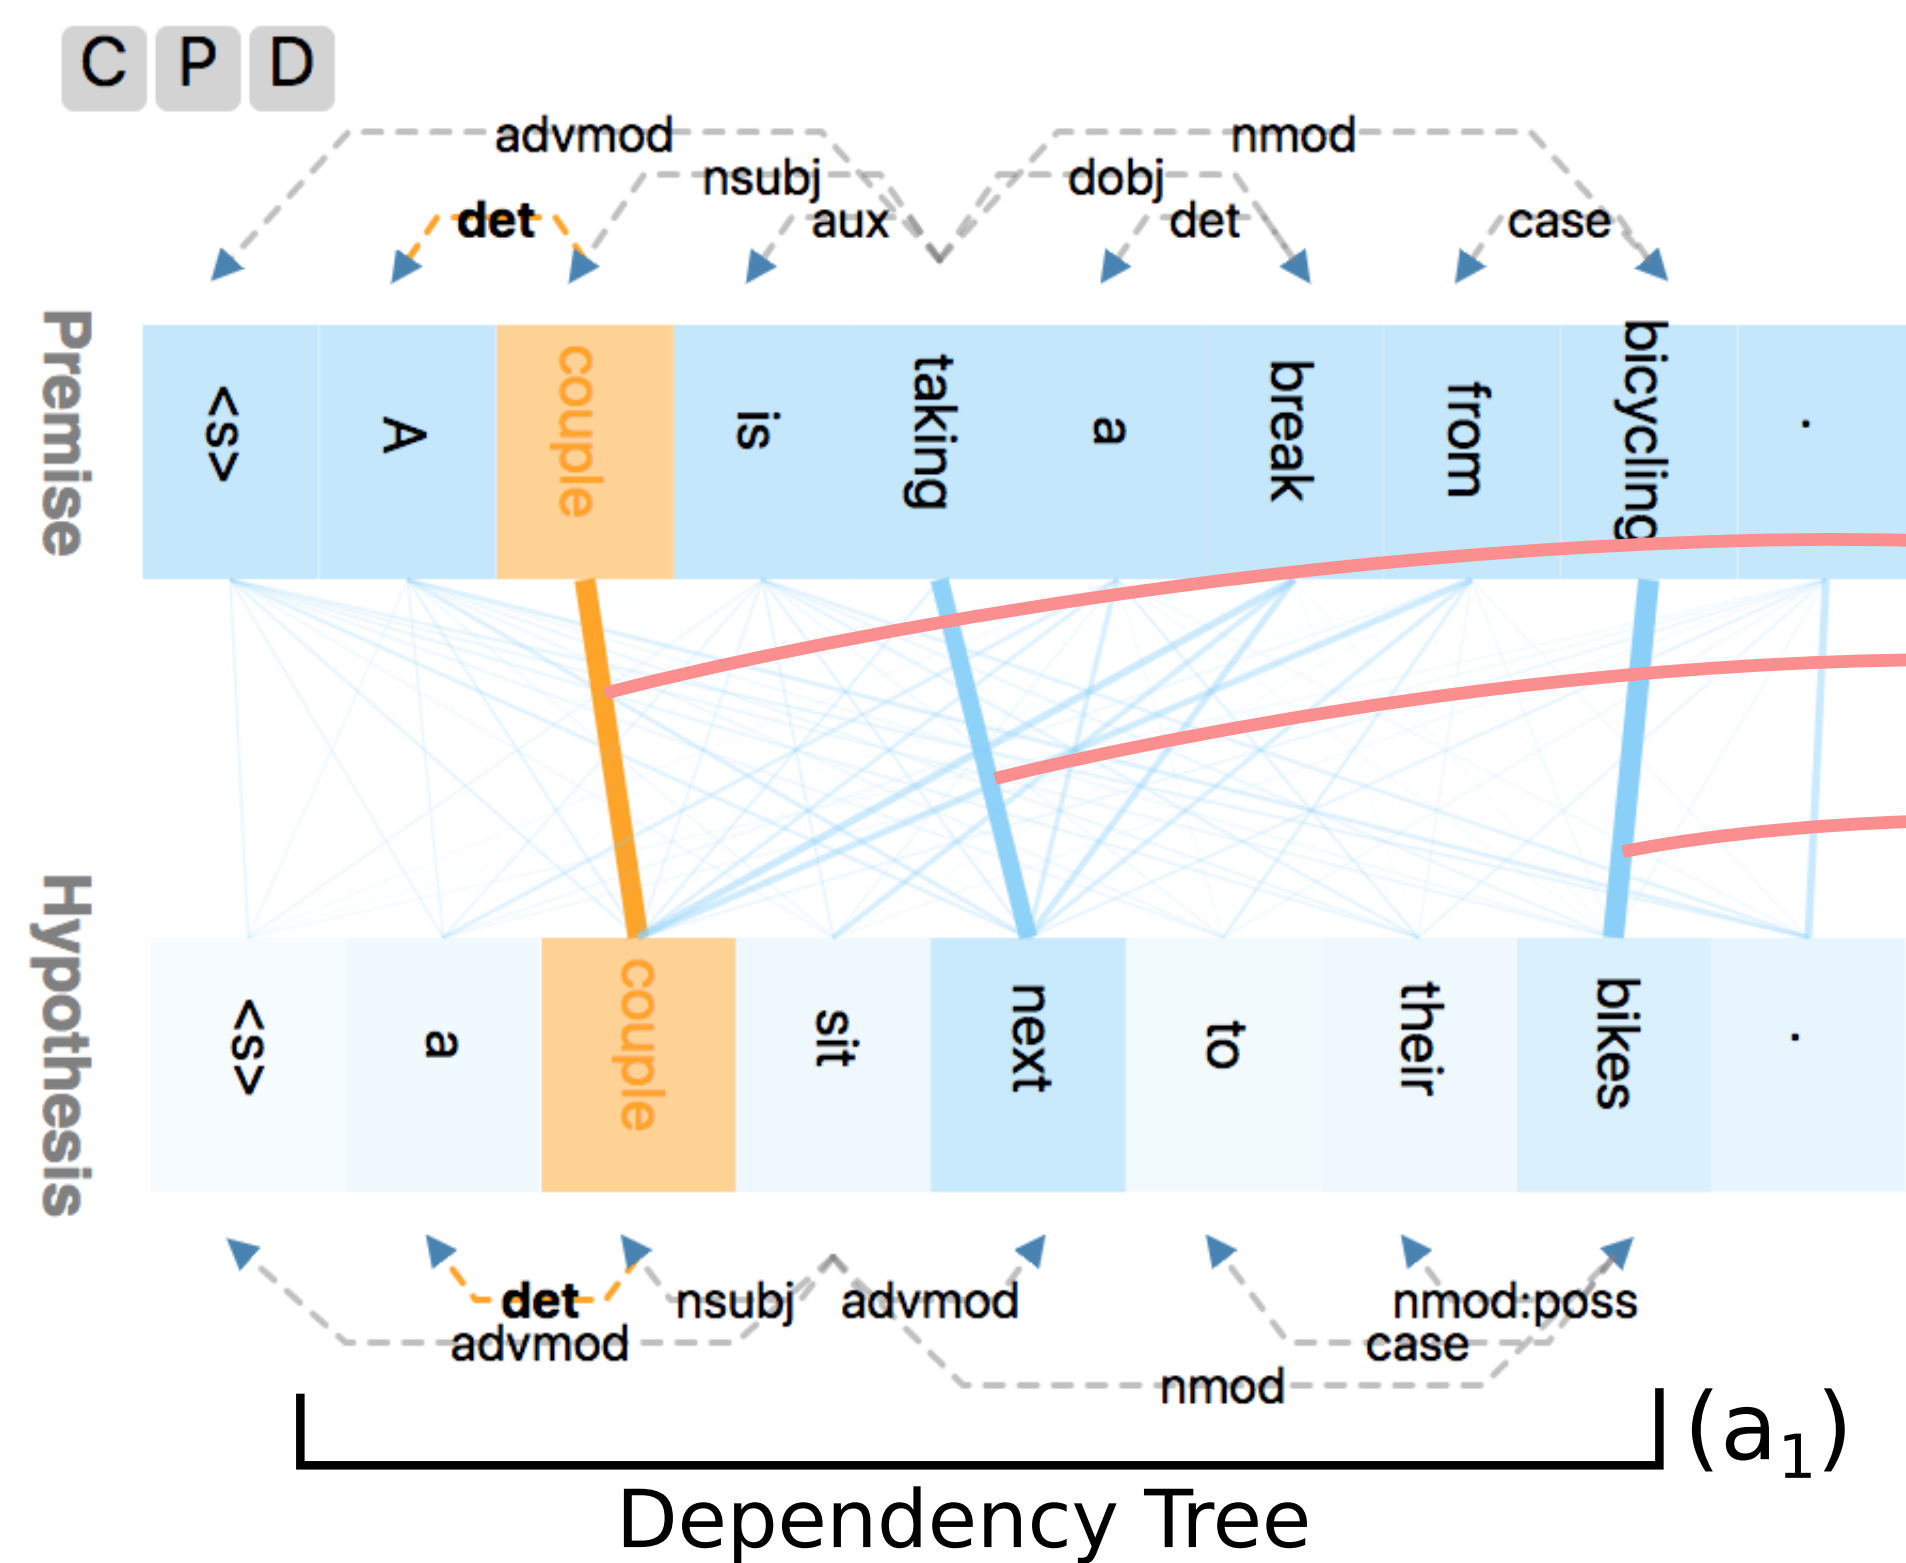 C P D
advmod nmod
nsubj dobj
det aux det case
Premise
<s> A couple is taking a break from bicycling .
Hypothesis
<s> a couple sit next to their bikes .
det nsubj advmod nmod:poss
advmod case
nmod
(a1)
Dependency Tree